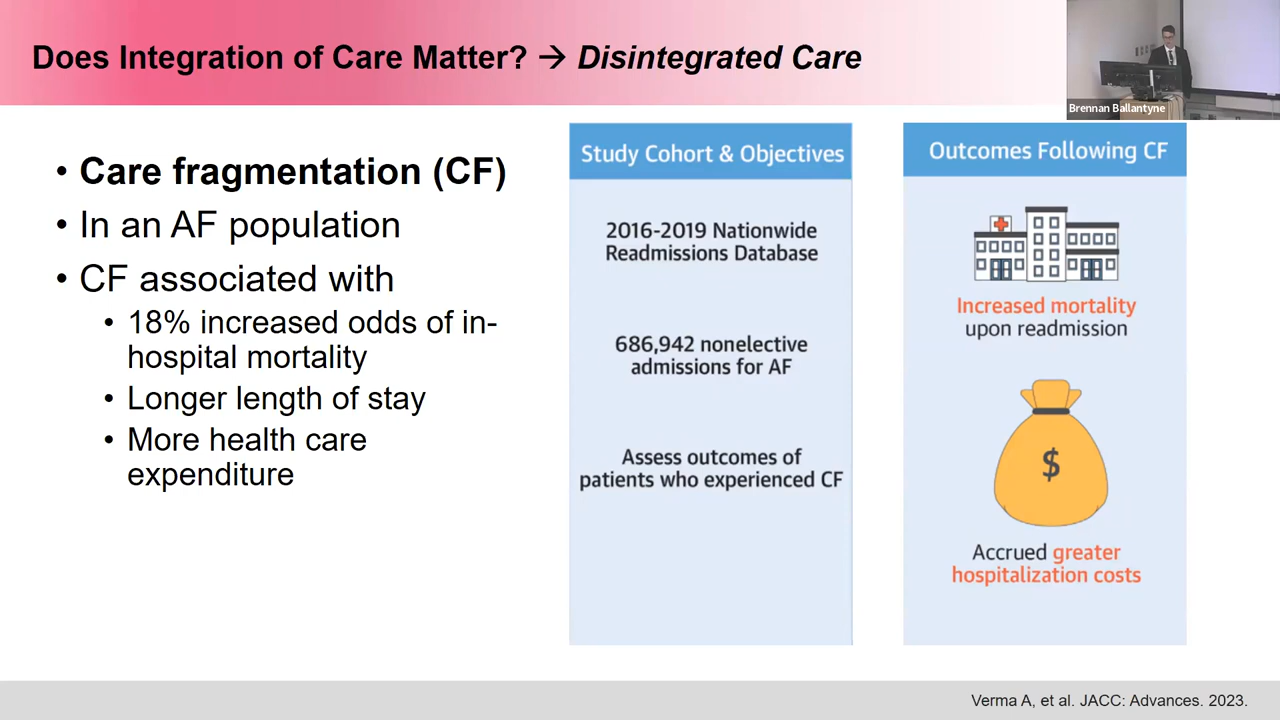 Does Integration of Care Matter? → Disintegrated Care
Brennan Ballantyne
• Care fragmentation (CF)
• In an AF population
• CF associated with
• 18% increased odds of in-
hospital mortality
• Longer length of stay
• More health care
expenditure
Study Cohort & Objectives
2016-2019 Nationwide
Readmissions Database
686,942 nonelective
admissions for AF
Assess outcomes of
patients who experienced CF
Outcomes Following CF
Increased mortality
upon readmission
$
Accrued greater
hospitalization costs
Verma A, et al. JACC: Advances. 2023.